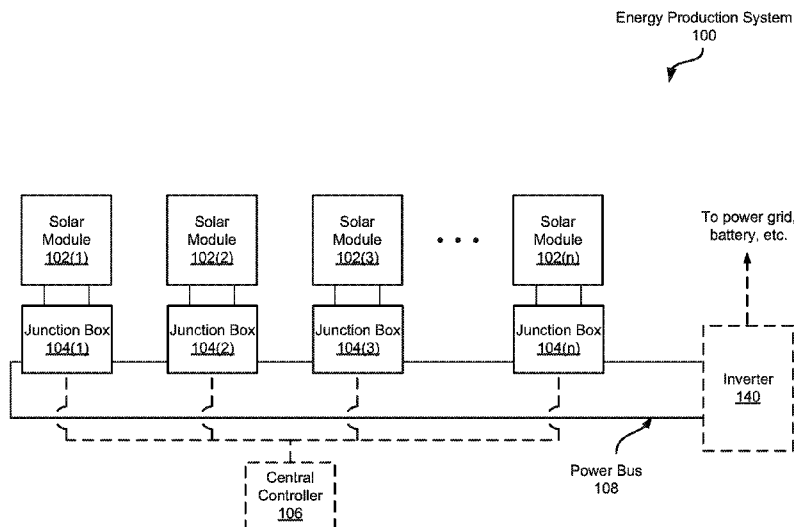 Energy Production System
100
Solar
Module
102(1)
Solar
Module
102(2)
Solar
Module
102(3)
• • •
Solar
Module
102(n)
To power grid,
battery, etc.
Junction Box
104(1)
Junction Box
104(2)
Junction Box
104(3)
Junction Box
104(n)
Inverter
140
Power Bus
108
Central
Controller
106